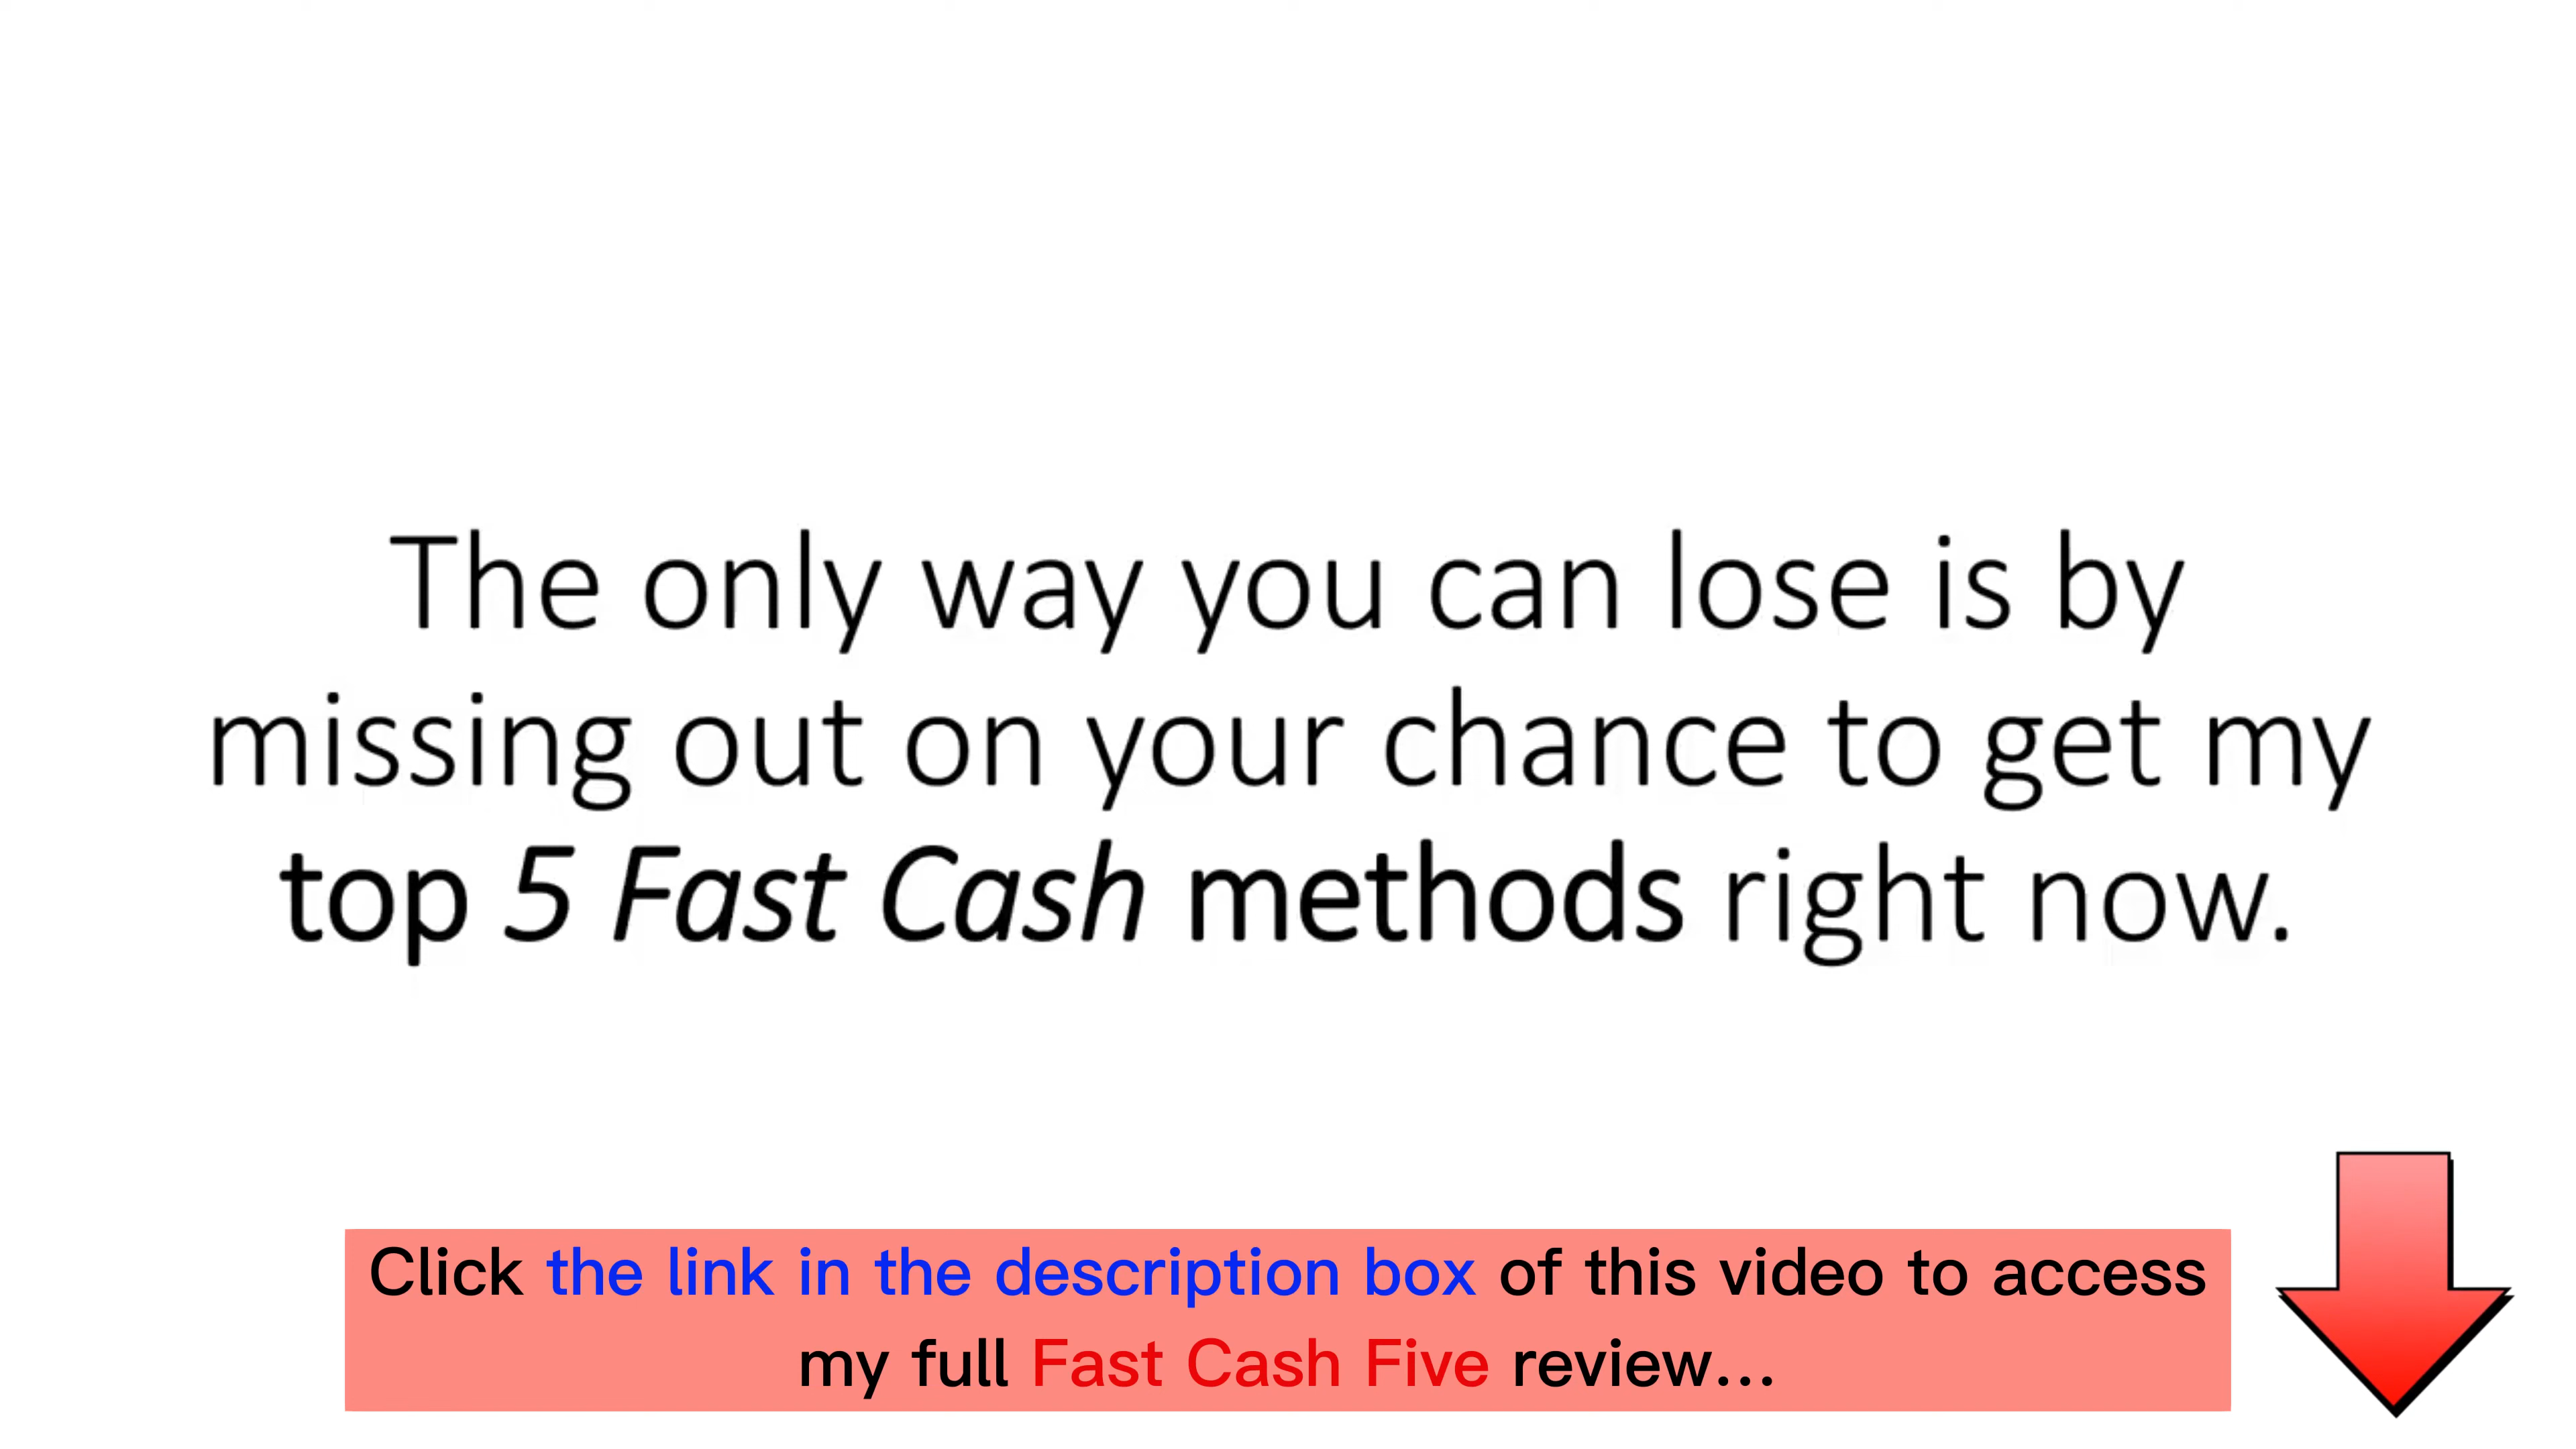 The only way you can lose is by
missing out on your chance to get my
top 5 Fast Cash methods right now.
Click the link in the description box of this video to access
my full Fast Cash Five review...